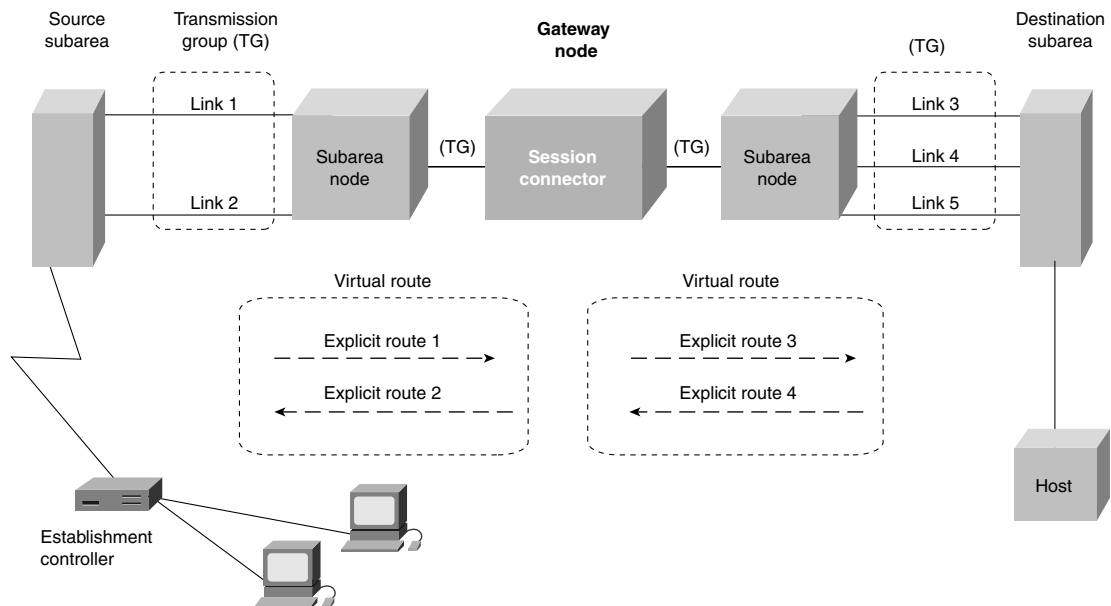 Source
subarea
Transmission
group (TG)
Gateway
node
(TG)
Destination
subarea
Link 1
Link 2
Subarea
node
(TG)
Session
connector
(TG)
Subarea
node
Link 3
Link 4
Link 5
Virtual route
Explicit route 1
Explicit route 2
Virtual route
Explicit route 3
Explicit route 4
Establishment
controller
Host